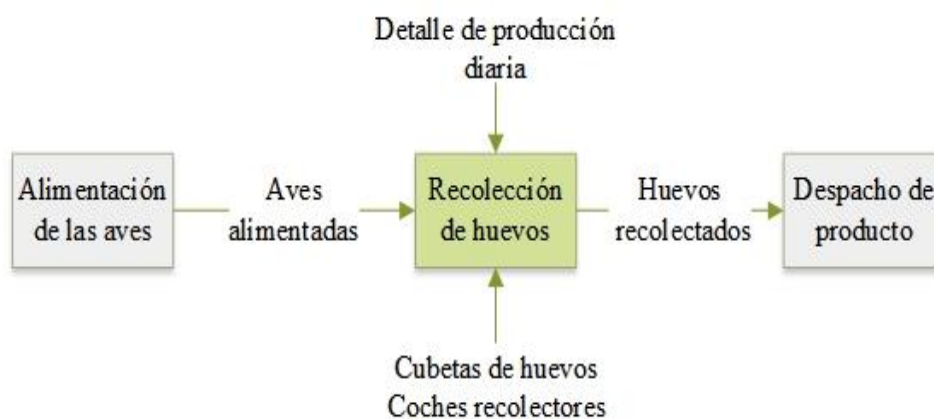 Detalle de producción
diaria
Alimentación
de las aves
Aves
alimentadas
Recolección
de huevos
Huevos
recolectados
Despacho de
producto
Cubetas de huevos
Coches recolectores